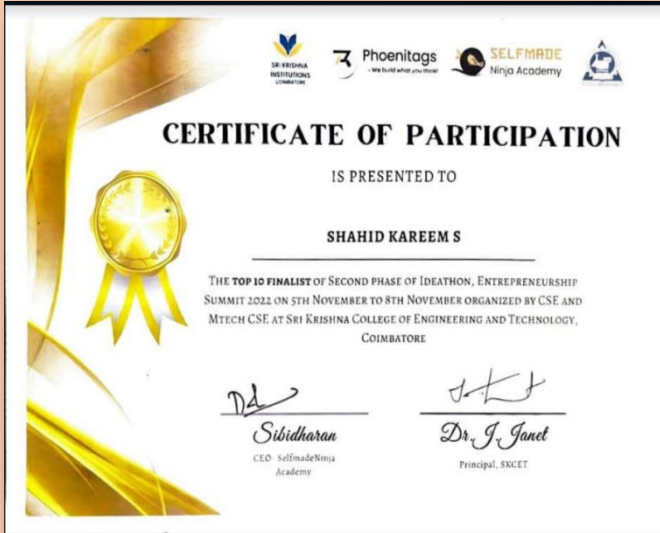 SRI KRISHNA
INSTITUTIONS
COIMBATORE
Phoenitags
- We build what you think!
SELFMADE
Ninja Academy
CERTIFICATE OF PARTICIPATION
IS PRESENTED TO
SHAHID KAREEM S
THE TOP 10 FINALIST OF SECOND PHASE OF IDEATHON, ENTREPRENEURSHIP
SUMMIT 2022 ON 5TH NOVEMBER TO 8TH NOVEMBER ORGANIZED BY CSE AND
MTECH CSE AT SRI KRISHNA COLLEGE OF ENGINEERING AND TECHNOLOGY,
COIMBATORE
Sibidharan
Dr. J. Janet
CEO- SelfmadeNinja
Academy
Principal, SKCET